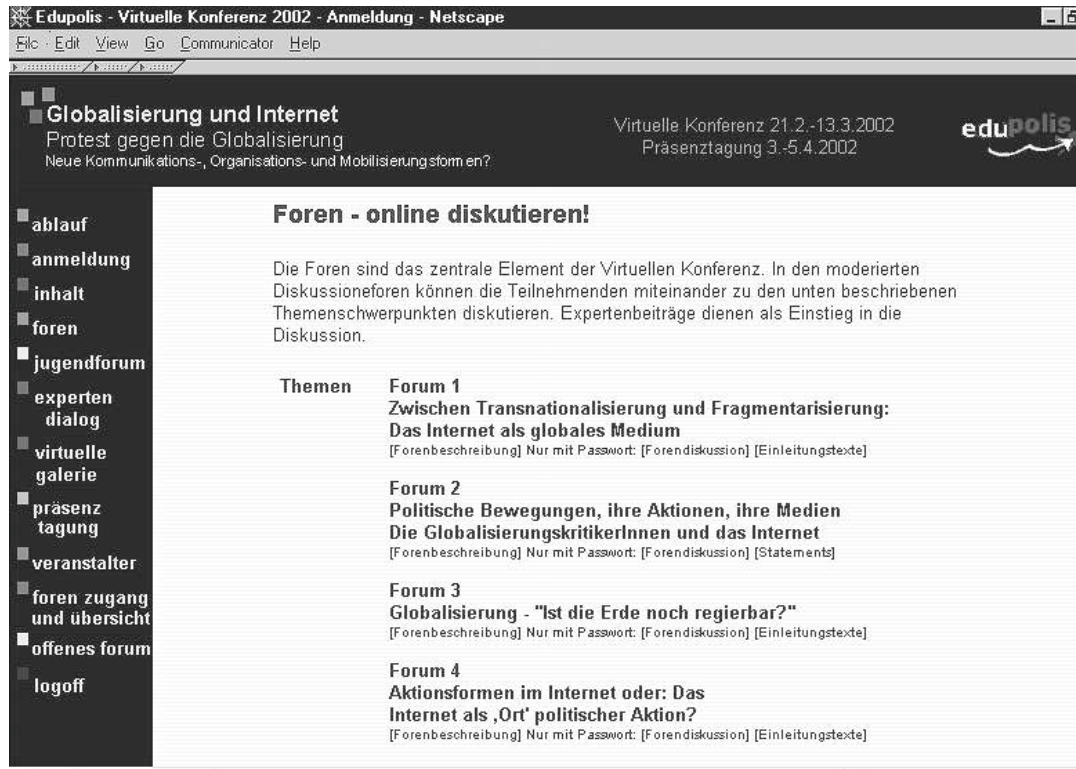 Edupolis - Virtuelle Konferenz 2002 - Anmeldung - Netscape
File Edit View Go Communicator Help
Globalisierung und Internet
Protest gegen die Globalisierung
Neue Kommunikations-, Organisations- und Mobilisierungsformen?
Virtuelle Konferenz 21.2.-13.3.2002
Präsenztagung 3.-5.4.2002
edupolis
ablauf
anmeldung
inhalt
foren
jugendforum
experten
dialog
virtuelle
galerie
präsenz
tagung
veranstalter
foren zugang
und übersicht
offenes forum
logoff
Foren - online diskutieren!
Die Foren sind das zentrale Element der Virtuellen Konferenz. In den moderierten
Diskussioneforen können die Teilnehmenden miteinander zu den unten beschriebenen
Themenschwerpunkten diskutieren. Expertenbeiträge dienen als Einstieg in die
Diskussion.
Themen
Forum 1
Zwischen Transnationalisierung und Fragmentarisierung:
Das Internet als globales Medium
[Forenbeschreibung] Nur mit Passwort: [Forendiskussion] [Einleitungstexte]
Forum 2
Politische Bewegungen, ihre Aktionen, ihre Medien
Die GlobalisierungskritikerInnen und das Internet
[Forenbeschreibung] Nur mit Passwort: [Forendiskussion] [Statements]
Forum 3
Globalisierung - "Ist die Erde noch regierbar?"
[Forenbeschreibung] Nur mit Passwort: [Forendiskussion] [Einleitungstexte]
Forum 4
Aktionsformen im Internet oder: Das
Internet als ‚Ort' politischer Aktion?
[Forenbeschreibung] Nur mit Passwort: [Forendiskussion] [Einleitungstexte]